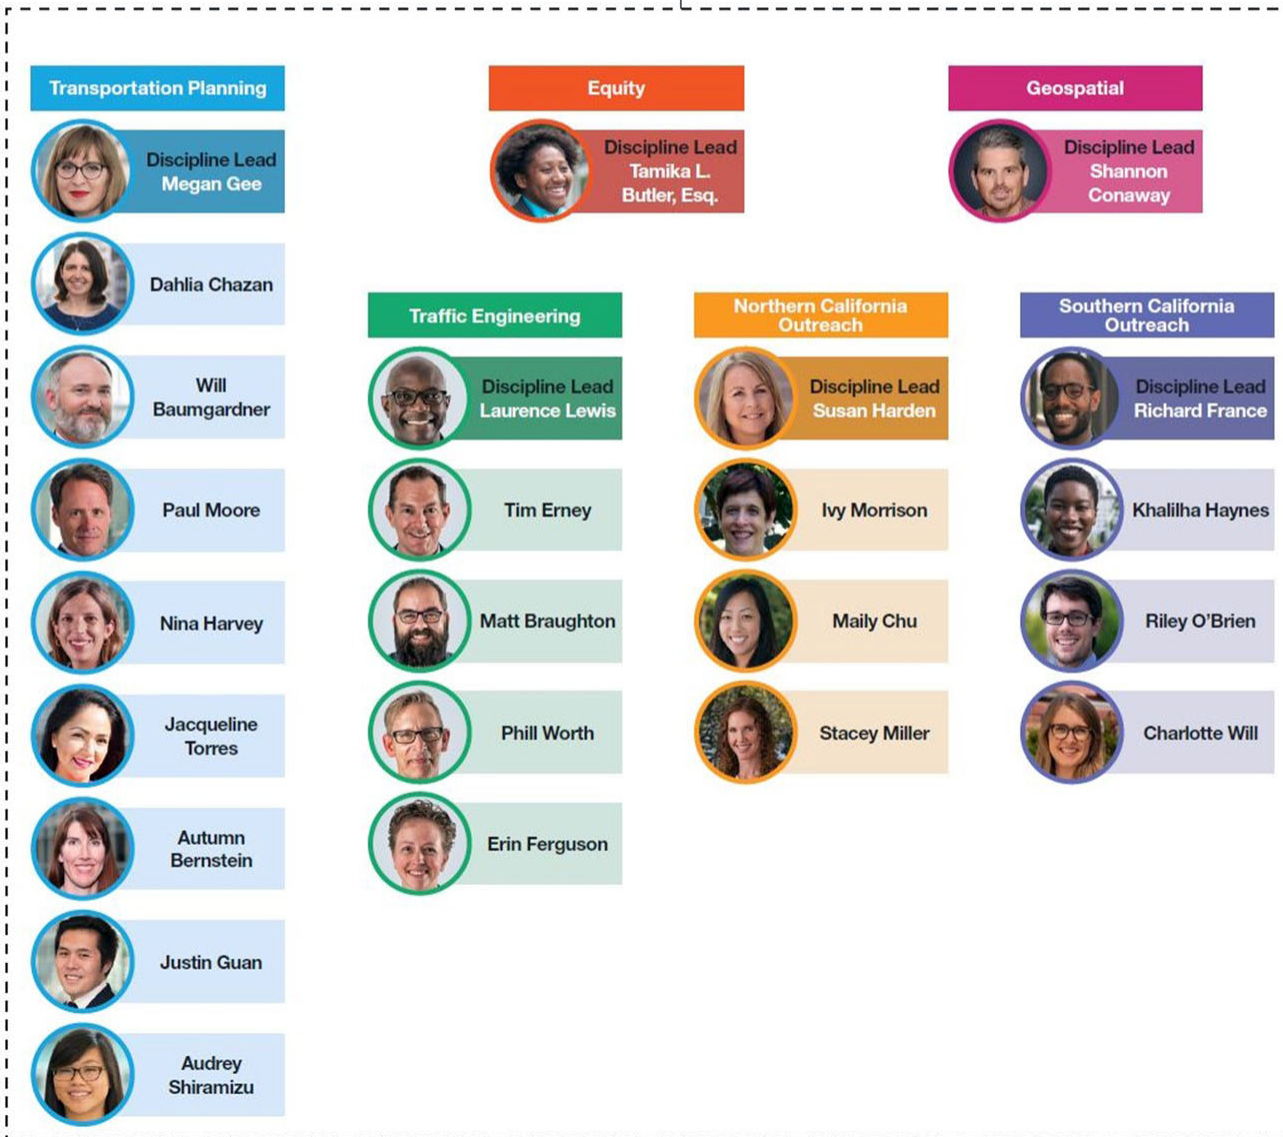 Transportation Planning
Discipline Lead
Megan Gee
Dahlia Chazan
Will
Baumgardner
Paul Moore
Nina Harvey
Jacqueline
Torres
Autumn
Bernstein
Justin Guan
Audrey
Shiramizu
Equity
Discipline Lead
Tamika L.
Butler, Esq.
Geospatial
Discipline Lead
Shannon
Conaway
Traffic Engineering
Discipline Lead
Laurence Lewis
Tim Erney
Matt Braughton
Phill Worth
Erin Ferguson
Northern California
Outreach
Discipline Lead
Susan Harden
Ivy Morrison
Maily Chu
Stacey Miller
Southern California
Outreach
Discipline Lead
Richard France
Khalilha Haynes
Riley O’Brien
Charlotte Will